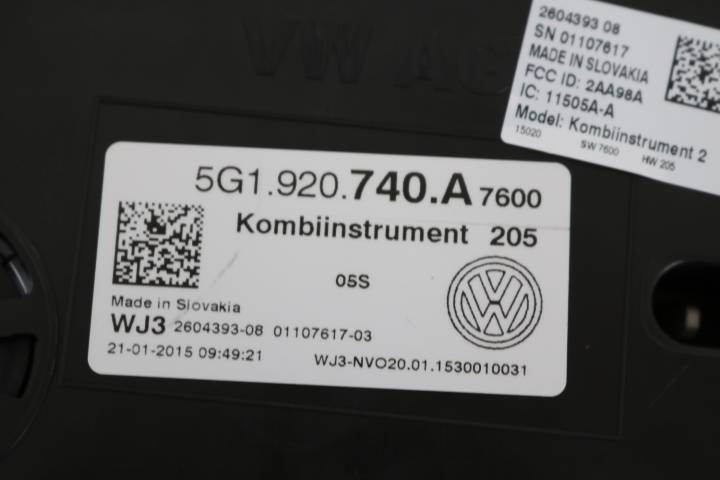 VW AG
2604393 08
SN 01107617
MADE IN SLOVAKIA
FCC ID: 2AA98A
IC: 11505A-A
Model: Kombiinstrument 2
15020 SW 7600 HW 205
5G1.920.740.A 7600
Kombiinstrument 205
05S
Made in Slovakia
WJ3 2604393-08 01107617-03
21-01-2015 09:49:21 WJ3-NVO20.01.1530010031